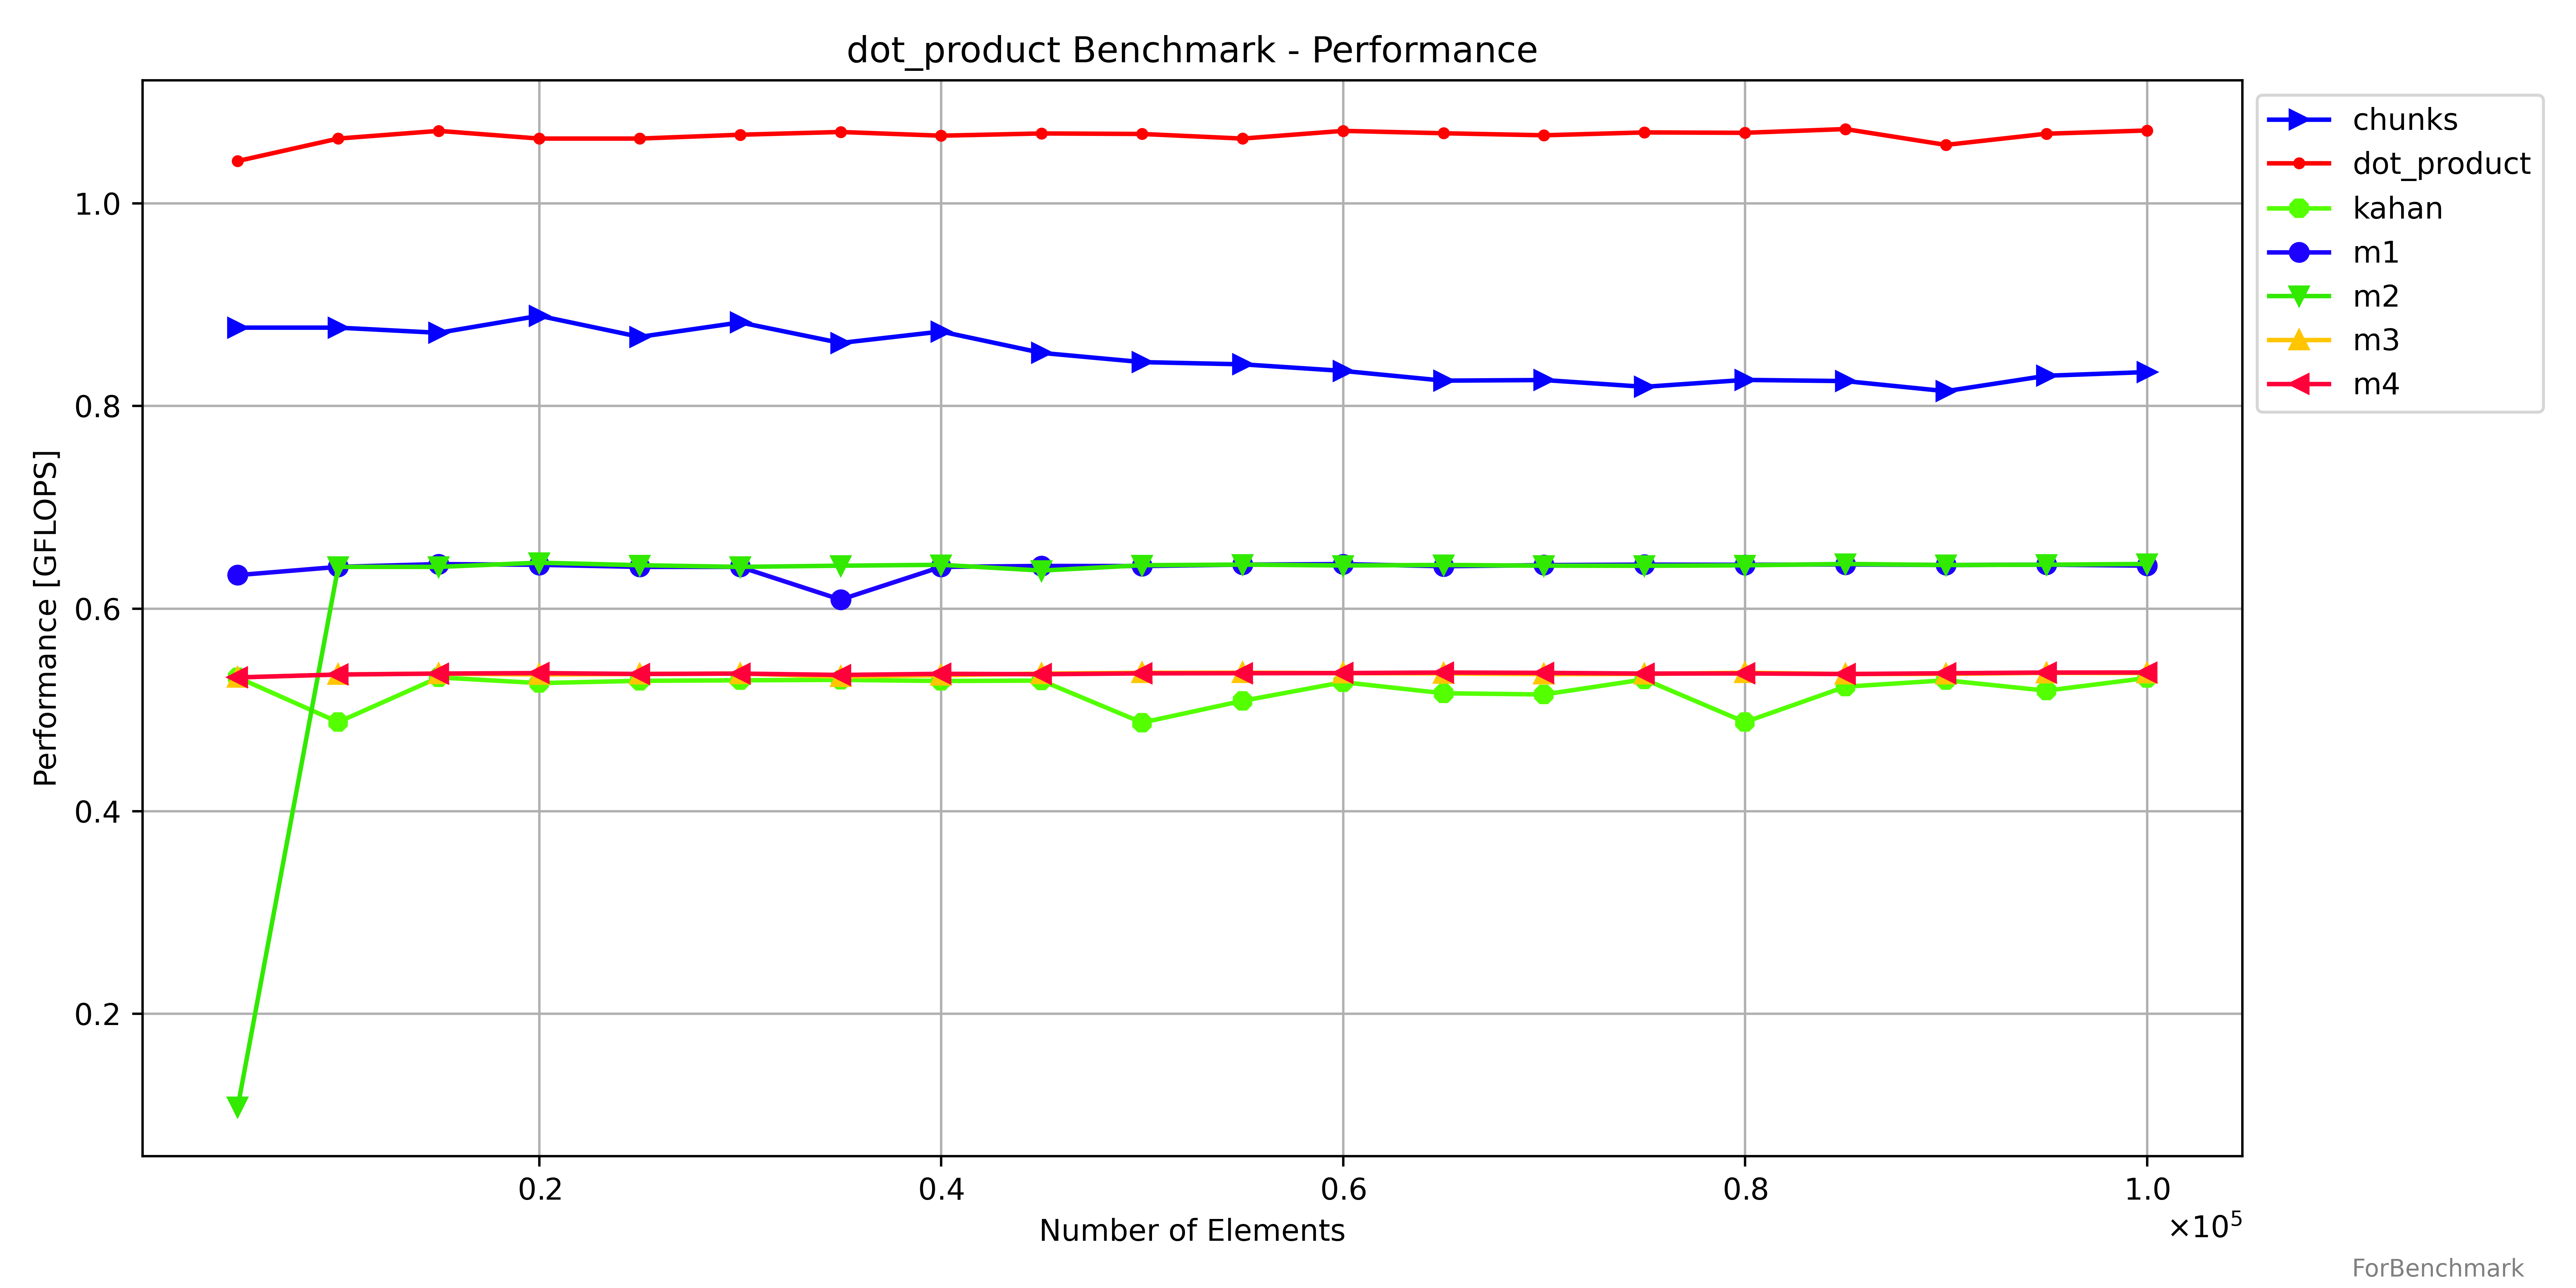 dot_product Benchmark - Performance
chunks
dot_product
kahan
m1
m2
m3
m4
Performance [GFLOPS]
1.0
0.8
0.6
0.4
0.2
0.2 0.4 0.6 0.8 1.0
Number of Elements
×10⁵
ForBenchmark